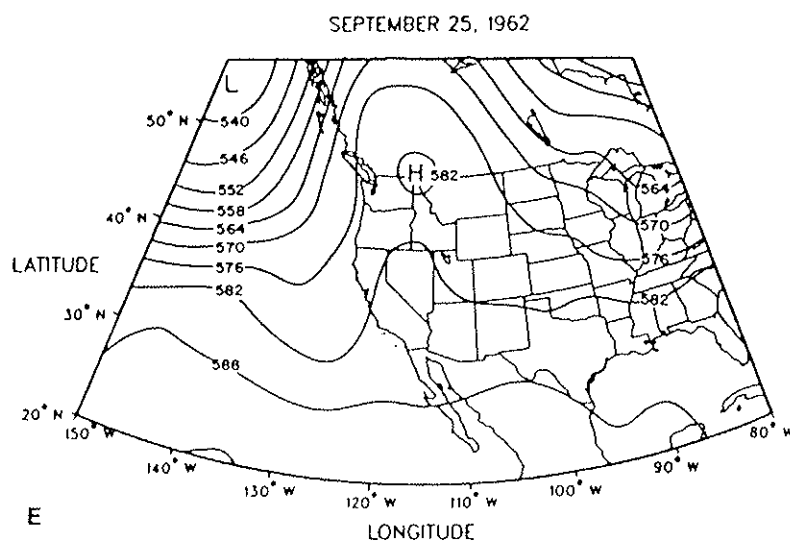 SEPTEMBER 25, 1962
L
50° N
540
546
H
582
552
564
40° N
558
564
570
570
576
576
LATITUDE
582
582
30° N
588
20° N
150° W
80° W
140° W
90° W
130° W
120° W
110° W
100° W
E
LONGITUDE